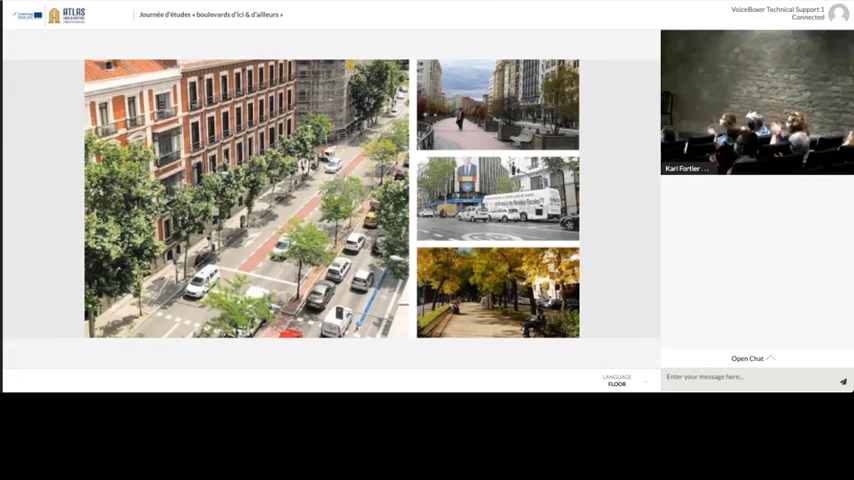 ATLAS
Journée d'études « boulevards d'ici & d'ailleurs »
VoiceBoxer Technical Support 1
Connected
Karl Fortier ...
Open Chat
LANGUAGE
FLOOR
Enter your message here...